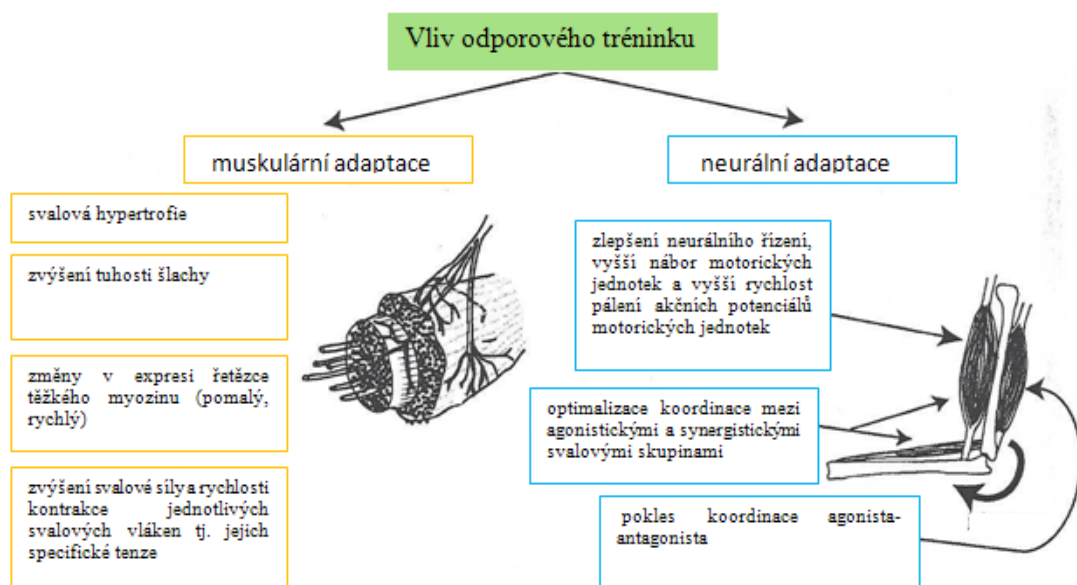 Vliv odporového tréninku
muskulární adaptace
neurální adaptace
svalová hypertrofie
zvýšení tuhosti šlachy
změny v expresi řetězce
těžkého myozinu (pomalý,
rychlý)
zvýšení svalové síly a rychlosti
kontrakce jednotlivých
svalových vláken tj. jejich
specifické tenze
zlepšení neurálního řízení,
vyšší nábor motorických
jednotek a vyšší rychlost
pálení akčních potenciálů
motorických jednotek
optimalizace koordinace mezi
agonistickými a synergistickými
svalovými skupinami
pokles koordinace agonista-
antagonista